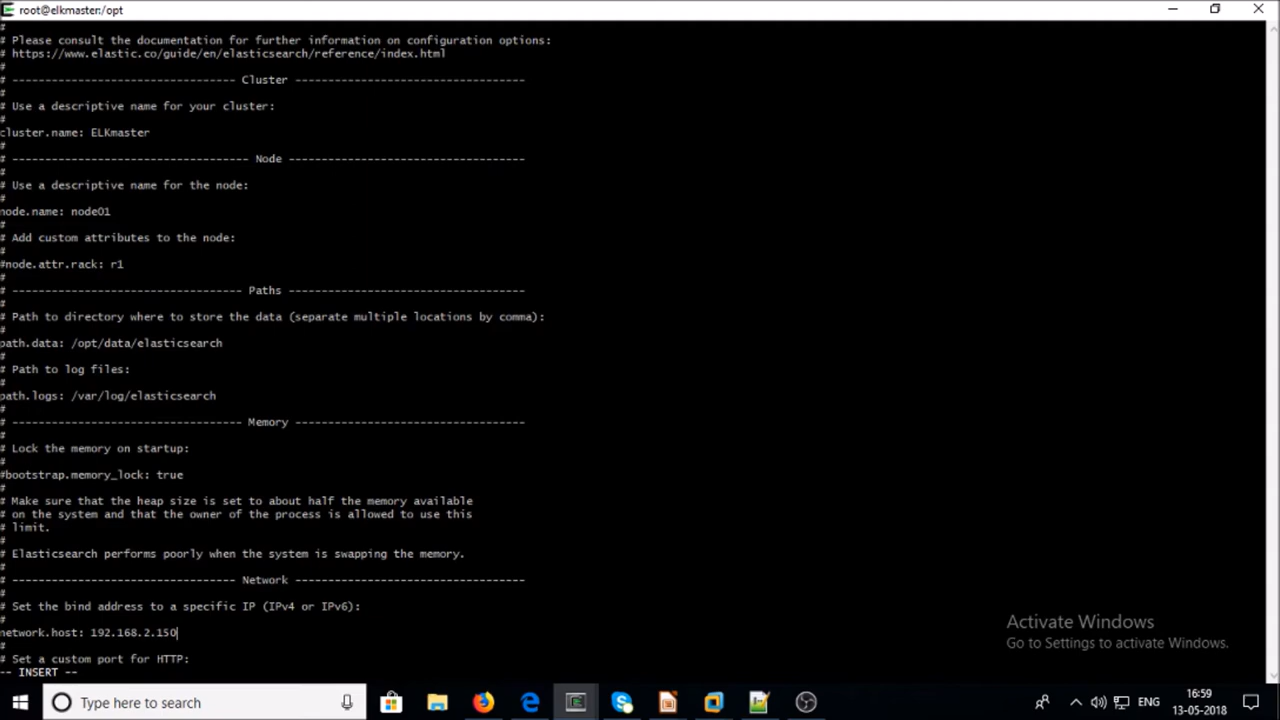 root@elkmaster:/opt
#
# Please consult the documentation for further information on configuration options:
# https://www.elastic.co/guide/en/elasticsearch/reference/index.html
#
# ---------------------------------- Cluster -----------------------------------
#
# Use a descriptive name for your cluster:
#
cluster.name: ELKmaster
#
# ------------------------------------ Node ------------------------------------
#
# Use a descriptive name for the node:
#
node.name: node01
#
# Add custom attributes to the node:
#
#node.attr.rack: r1
#
# ----------------------------------- Paths ------------------------------------
#
# Path to directory where to store the data (separate multiple locations by comma):
#
path.data: /opt/data/elasticsearch
#
# Path to log files:
#
path.logs: /var/log/elasticsearch
#
# ----------------------------------- Memory -----------------------------------
#
# Lock the memory on startup:
#
#bootstrap.memory_lock: true
#
# Make sure that the heap size is set to about half the memory available
# on the system and that the owner of the process is allowed to use this
# limit.
#
# Elasticsearch performs poorly when the system is swapping the memory.
#
# ---------------------------------- Network -----------------------------------
#
# Set the bind address to a specific IP (IPv4 or IPv6):
#
network.host: 192.168.2.150
#
# Set a custom port for HTTP:
-- INSERT --
Activate Windows
Go to Settings to activate Windows.
Type here to search
ENG
16:59
13-05-2018